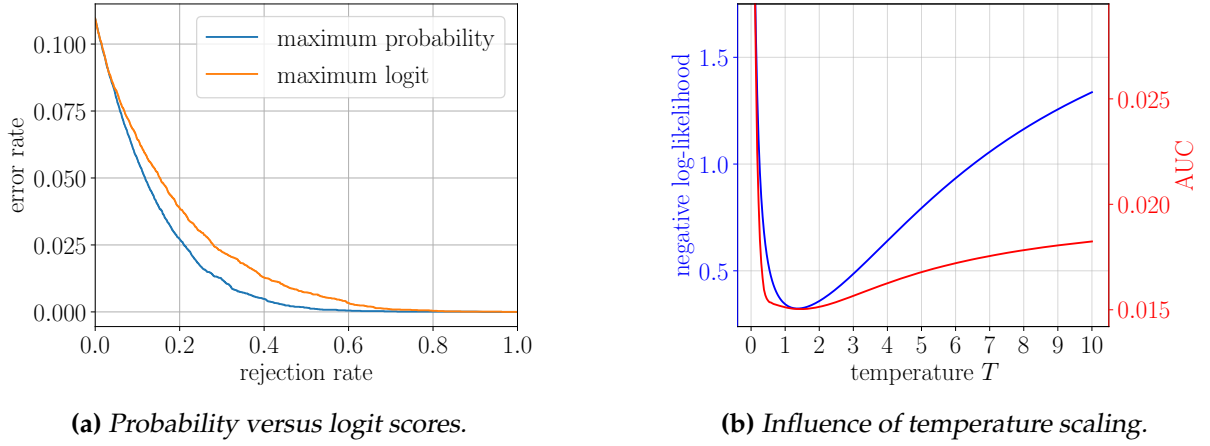 0.100
0.075
0.050
0.025
0.000
error rate
maximum probability
maximum logit
0.0 0.2 0.4 0.6 0.8 1.0
rejection rate
(a) Probability versus logit scores.
1.5
1.0
0.5
negative log-likelihood
0.025
0.020
0.015
AUC
0 1 2 3 4 5 6 7 8 9 10
temperature T
(b) Influence of temperature scaling.